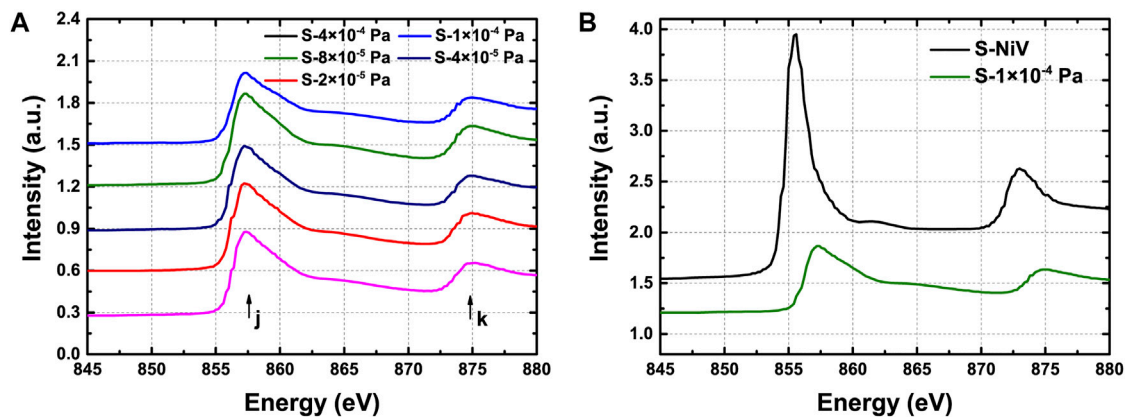 A
S-4×10⁻⁴ Pa
S-1×10⁻⁴ Pa
S-8×10⁻⁵ Pa
S-4×10⁻⁵ Pa
S-2×10⁻⁵ Pa
2.4
2.1
1.8
1.5
1.2
0.9
0.6
0.3
0.0
Intensity (a.u.)
j
k
845 850 855 860 865 870 875 880
Energy (eV)
B
S-NiV
S-1×10⁻⁴ Pa
4.0
3.5
3.0
2.5
2.0
1.5
1.0
Intensity (a.u.)
845 850 855 860 865 870 875 880
Energy (eV)